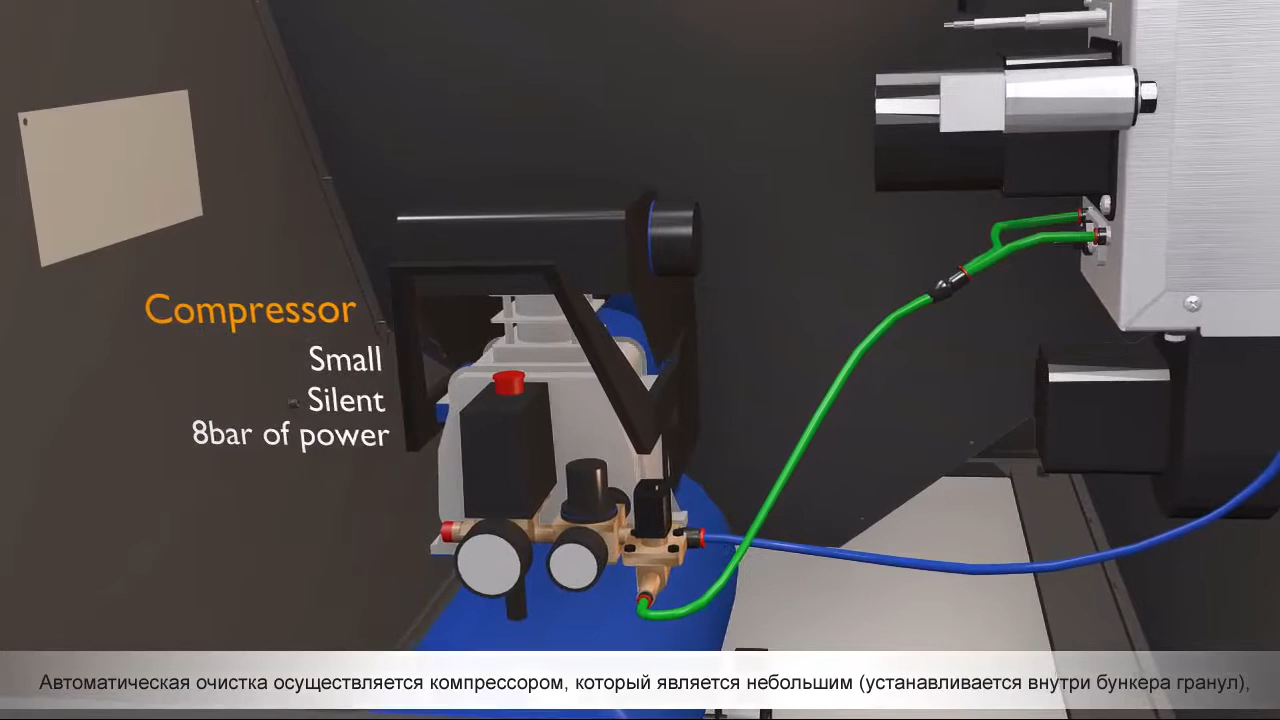 Compressor
Small
Silent
8bar of power
Автоматическая очистка осуществляется компрессором, который является небольшим (устанавливается внутри бункера гранул),